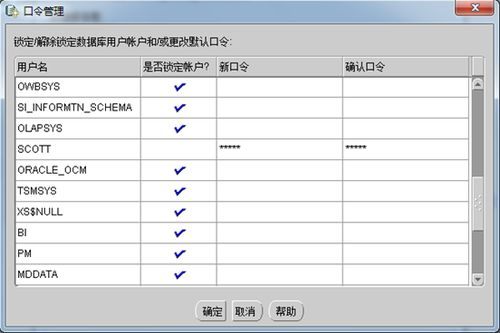 口令管理
锁定/解除锁定数据库用户帐户和/或更改默认口令:
用户名 是否锁定帐户? 新口令 确认口令
OWBSYS
SI_INFORMTN_SCHEMA
OLAPSYS
SCOTT ***** *****
ORACLE_OCM
TSMSYS
XS$NULL
BI
PM
MDDATA
确定 取消 帮助